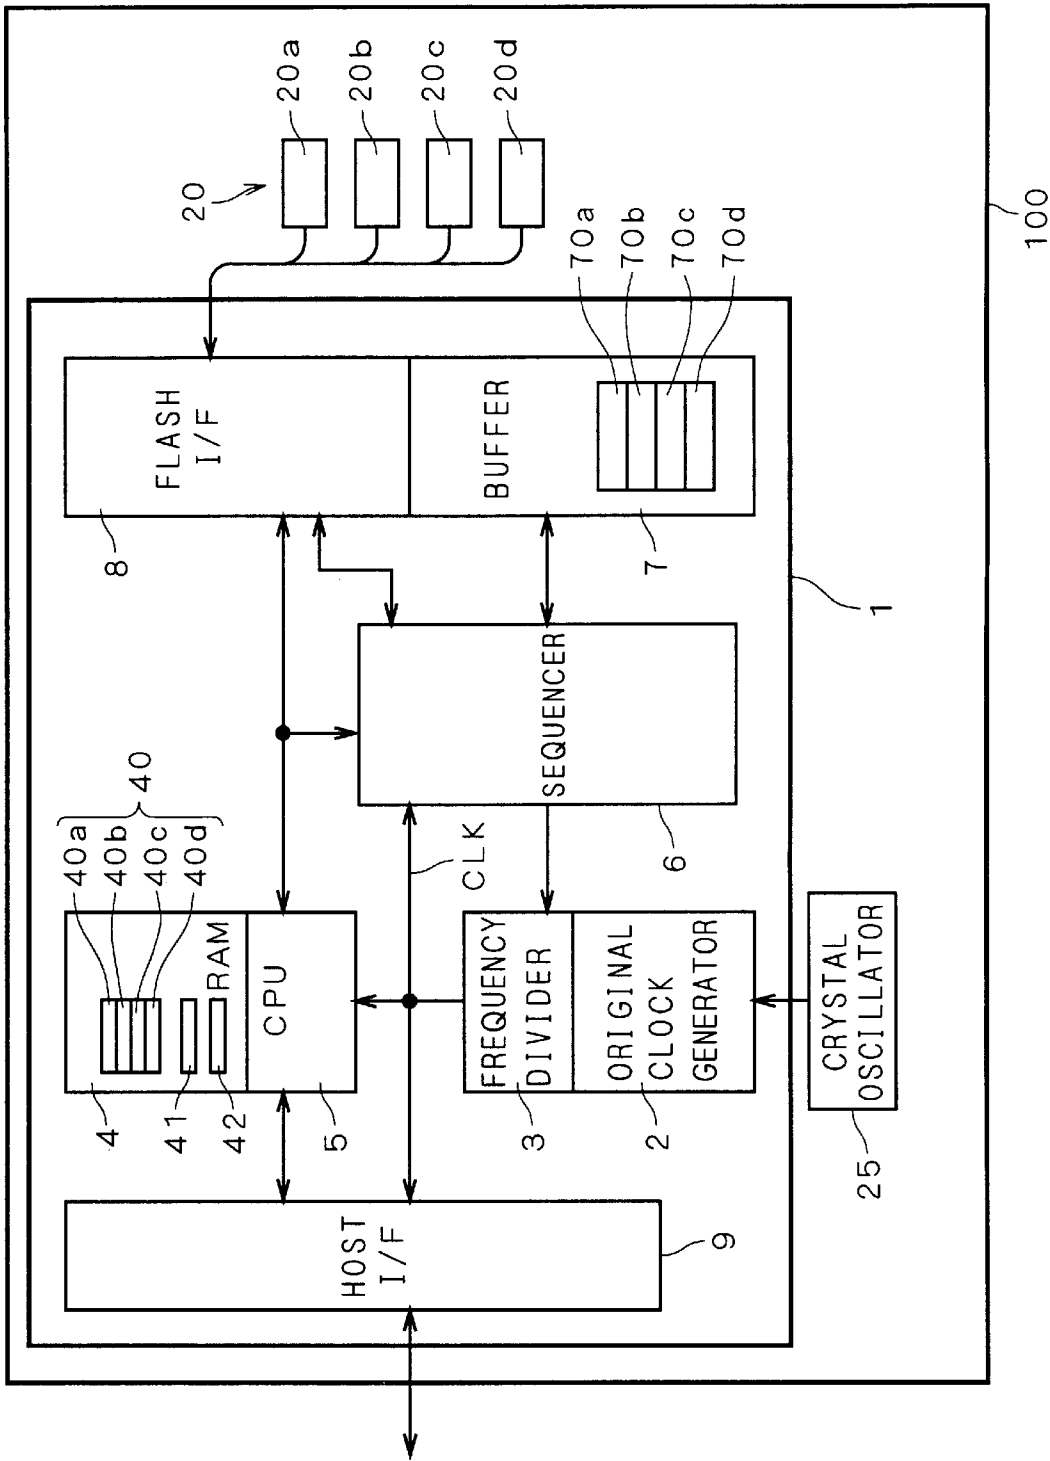 100
1
20
20a
20b
20c
20d
FLASH
I/F
8
BUFFER
7
70a
70b
70c
70d
SEQUENCER
6
CLK
40
40a
40b
40c
40d
RAM
4
41
42
CPU
5
FREQUENCY
DIVIDER
3
ORIGINAL
CLOCK
GENERATOR
2
CRYSTAL
OSCILLATOR
25
HOST
I/F
9